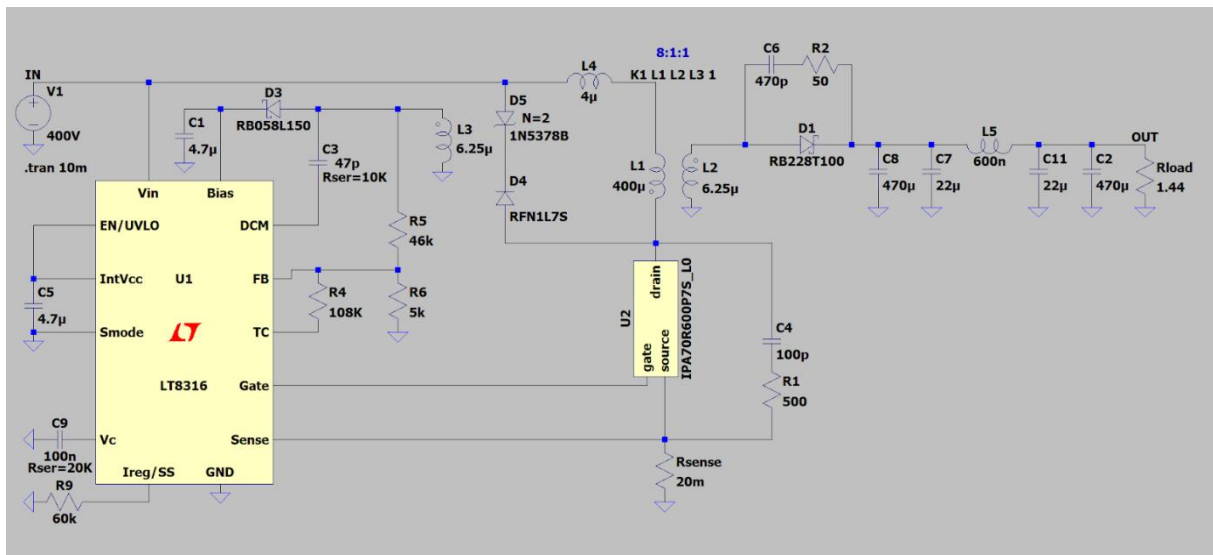 8:1:1
C6
470p
R2
50
IN
V1
400V
.tran 10m
L4
4µ
K1 L1 L2 L3 1
D3
RB058L150
C1
4.7µ
C3
47p
Rser=10K
L3
6.25µ
D5
N=2
1N5378B
D4
RFN1L7S
L1
400µ
L2
6.25µ
D1
RB228T100
C8
470µ
C7
22µ
L5
600n
C11
22µ
C2
470µ
OUT
Rload
1.44
Vin
Bias
EN/UVLO
DCM
IntVcc
U1
FB
Smode
TC
LT8316
Gate
Vc
Sense
Ireg/SS
GND
C5
4.7µ
R5
46k
R4
108K
R6
5k
U2
drain
gate
source
IPA70R600P7S_L0
C4
100p
R1
500
C9
100n
Rser=20K
R9
60k
Rsense
20m